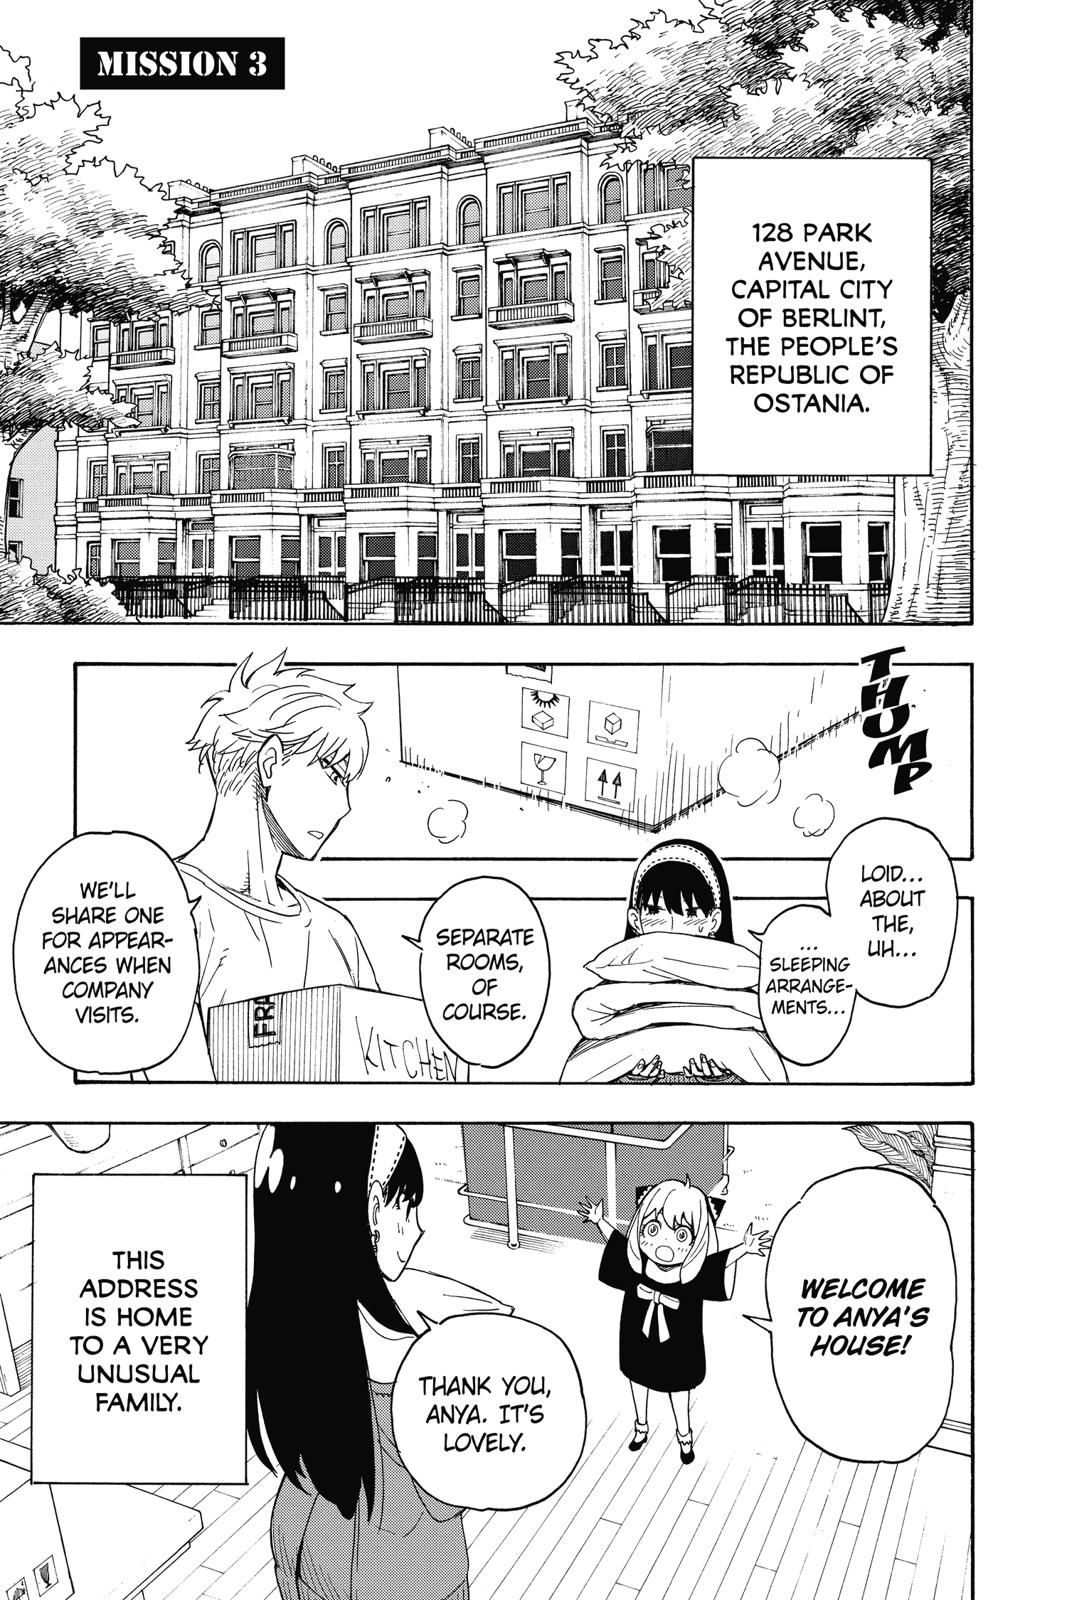 MISSION 3
128 PARK
AVENUE,
CAPITAL CITY
OF BERLINT,
THE PEOPLE'S
REPUBLIC OF
OSTANIA.
THUMP
LOID...
ABOUT
THE,
UH...
...
SLEEPING
ARRANGE-
MENTS...
SEPARATE
ROOMS,
OF
COURSE.
WE'LL
SHARE ONE
FOR APPEAR-
ANCES WHEN
COMPANY
VISITS.
FRA
KITCHEN
WELCOME
TO ANYA'S
HOUSE!
THANK YOU,
ANYA. IT'S
LOVELY.
THIS
ADDRESS
IS HOME
TO A VERY
UNUSUAL
FAMILY.